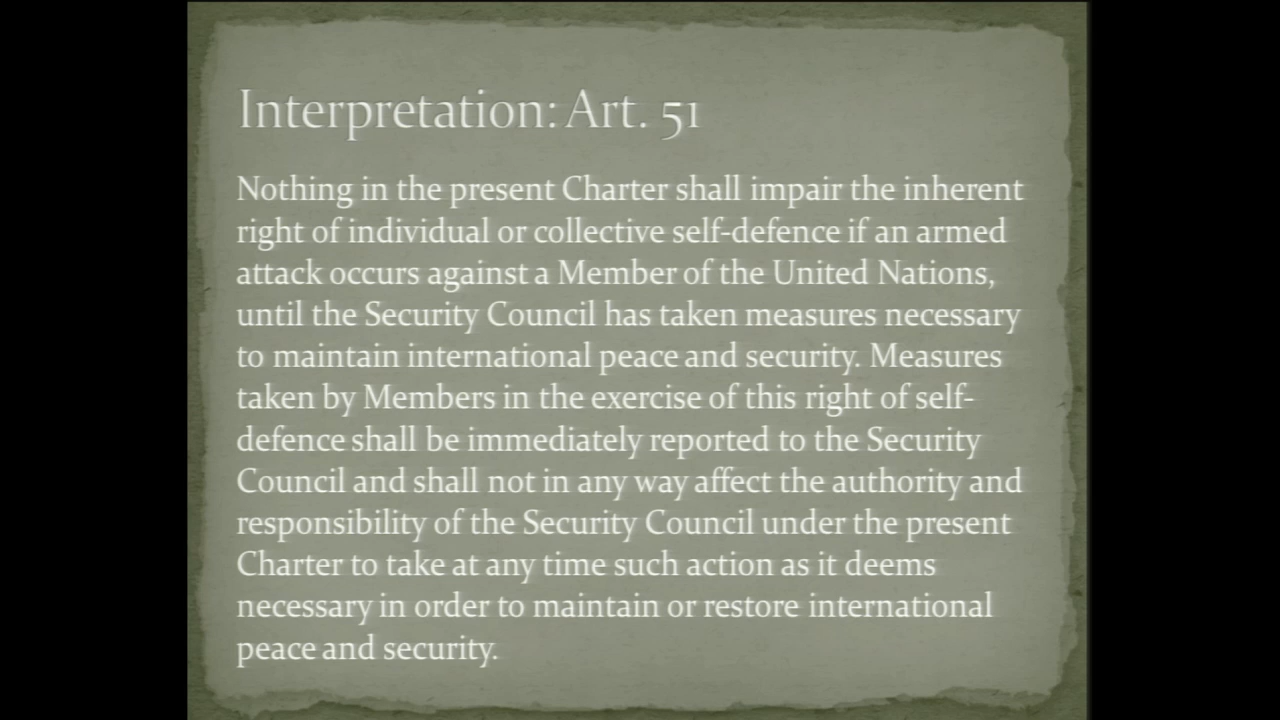 Interpretation: Art. 51
Nothing in the present Charter shall impair the inherent
right of individual or collective self-defence if an armed
attack occurs against a Member of the United Nations,
until the Security Council has taken measures necessary
to maintain international peace and security. Measures
taken by Members in the exercise of this right of self-
defence shall be immediately reported to the Security
Council and shall not in any way affect the authority and
responsibility of the Security Council under the present
Charter to take at any time such action as it deems
necessary in order to maintain or restore international
peace and security.